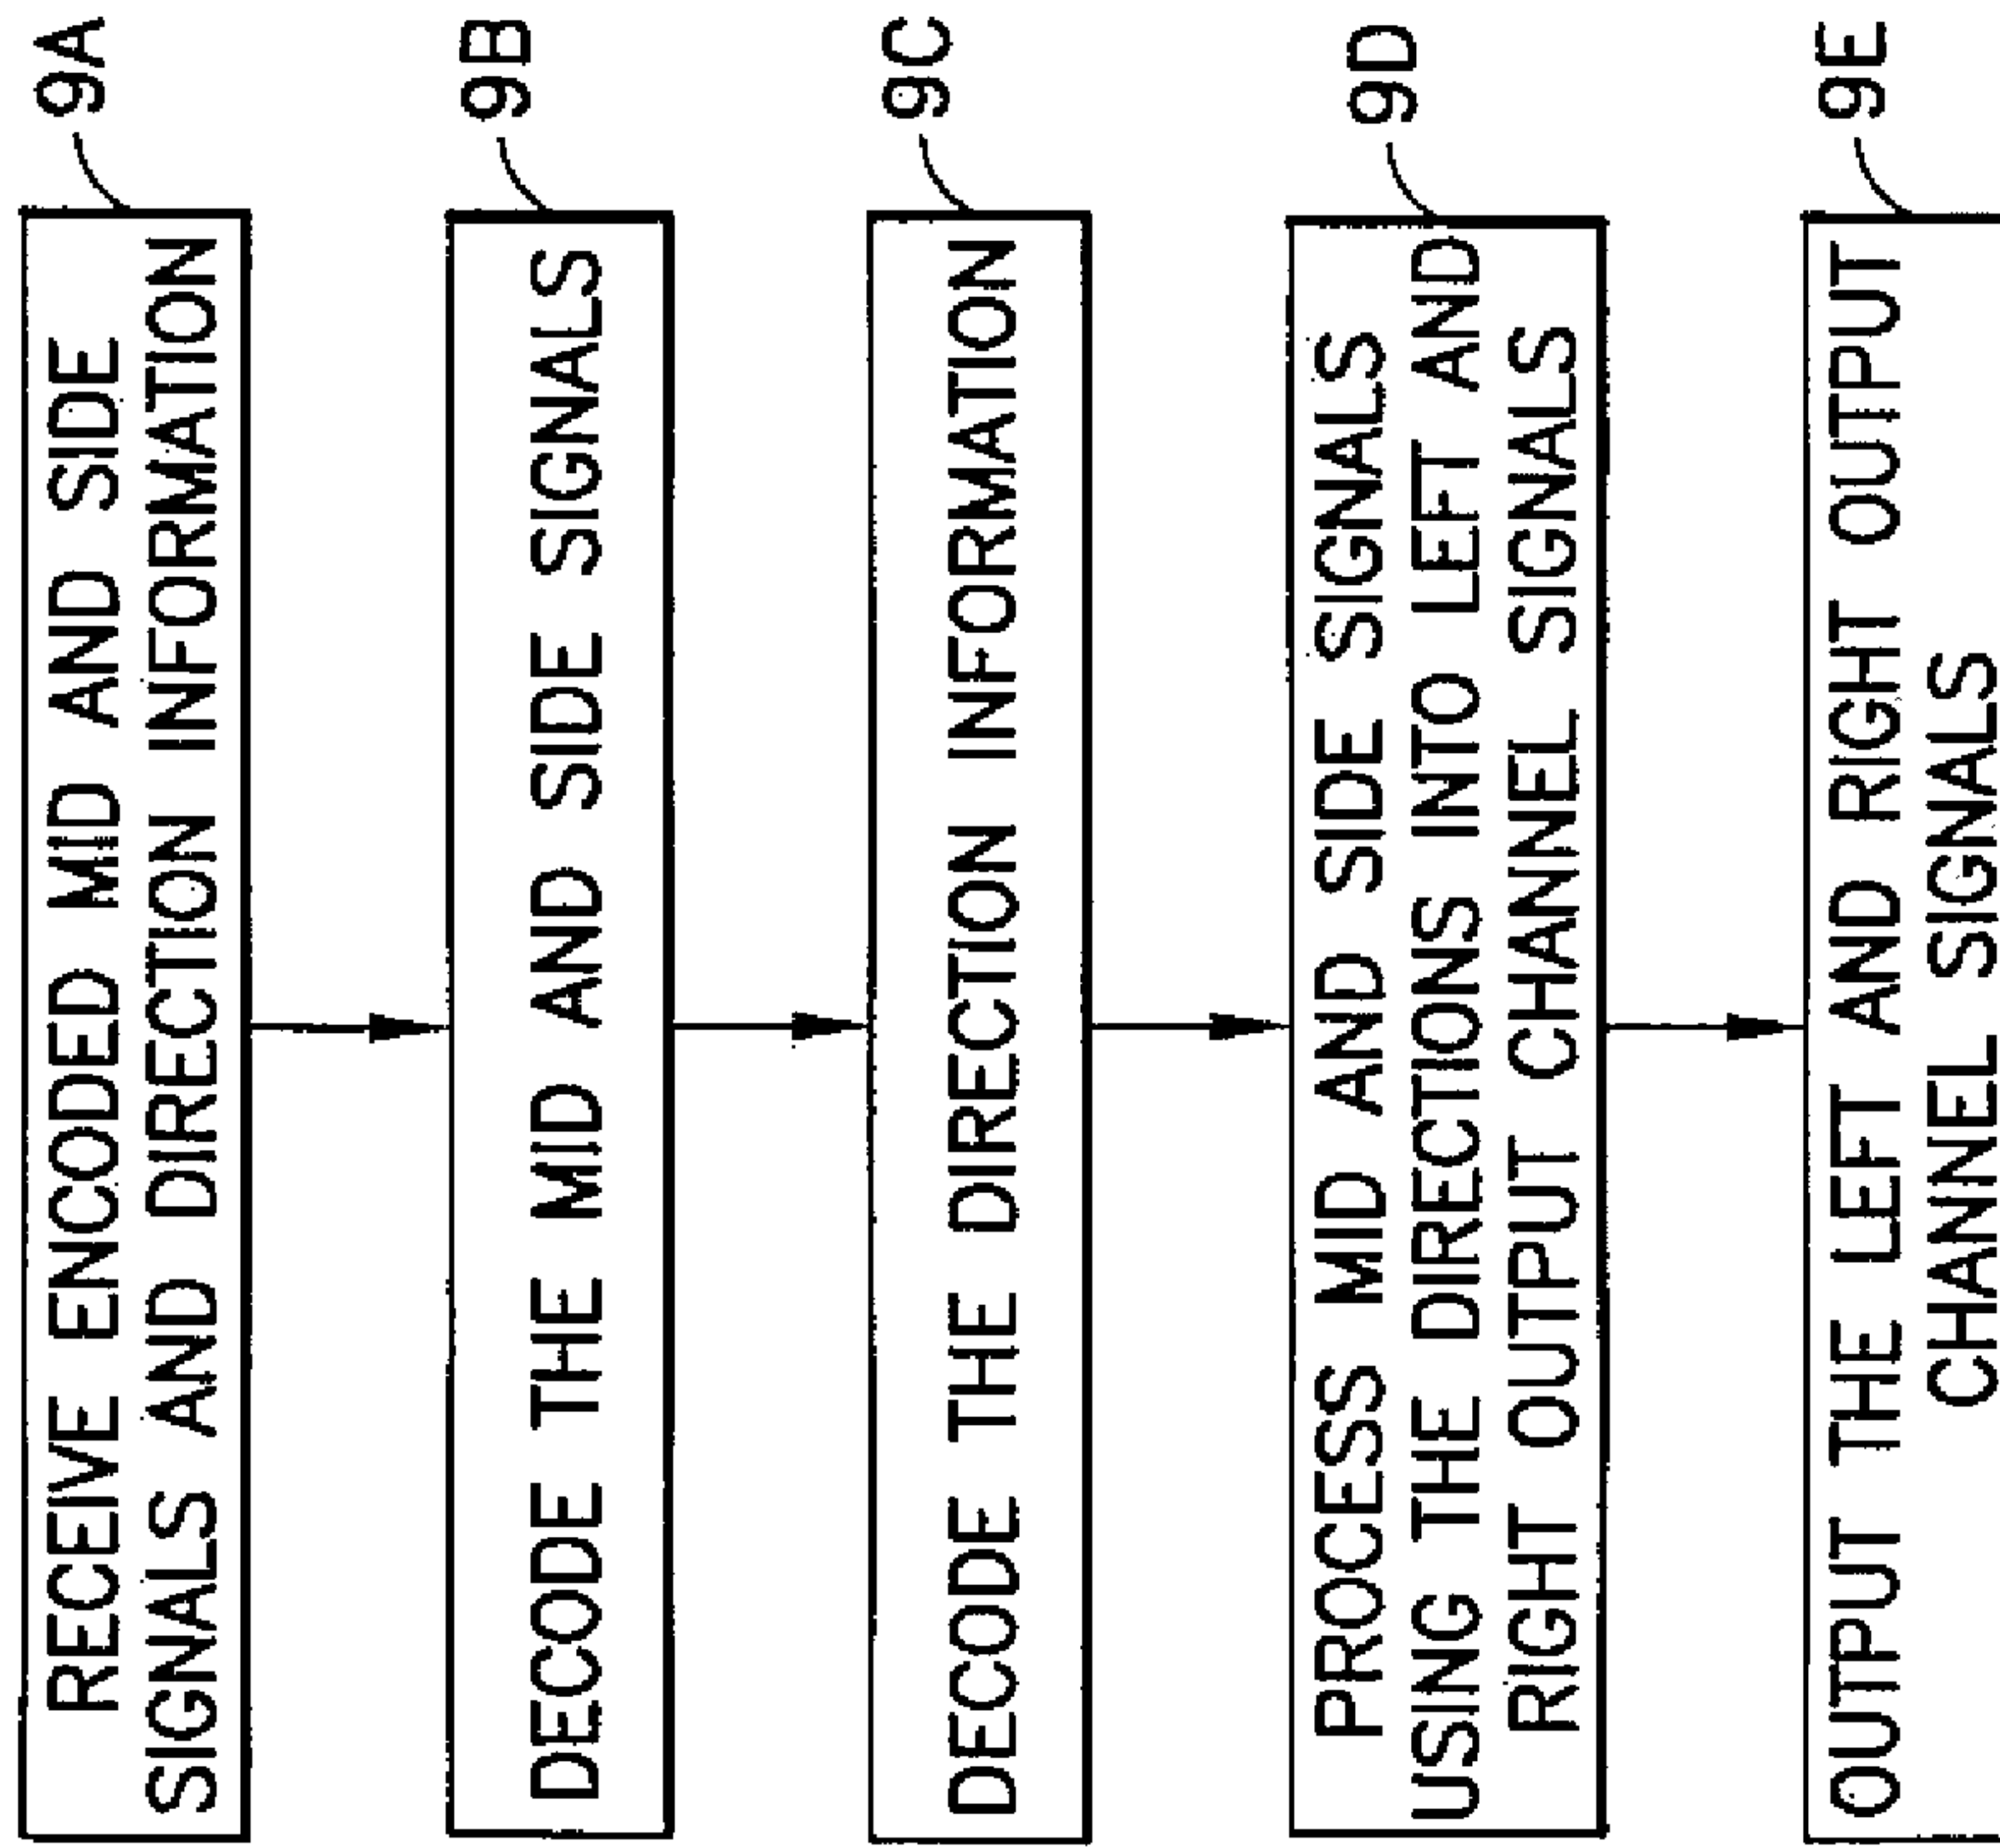 RECEIVE ENCODED MID AND SIDE
SIGNALS AND DIRECTION INFORMATION
9A
DECODE THE MID AND SIDE SIGNALS
9B
DECODE THE DIRECTION INFORMATION
9C
PROCESS MID AND SIDE SIGNALS
USING THE DIRECTIONS INTO LEFT AND
RIGHT OUTPUT CHANNEL SIGNALS
9D
OUTPUT THE LEFT AND RIGHT OUTPUT
CHANNEL SIGNALS
9E